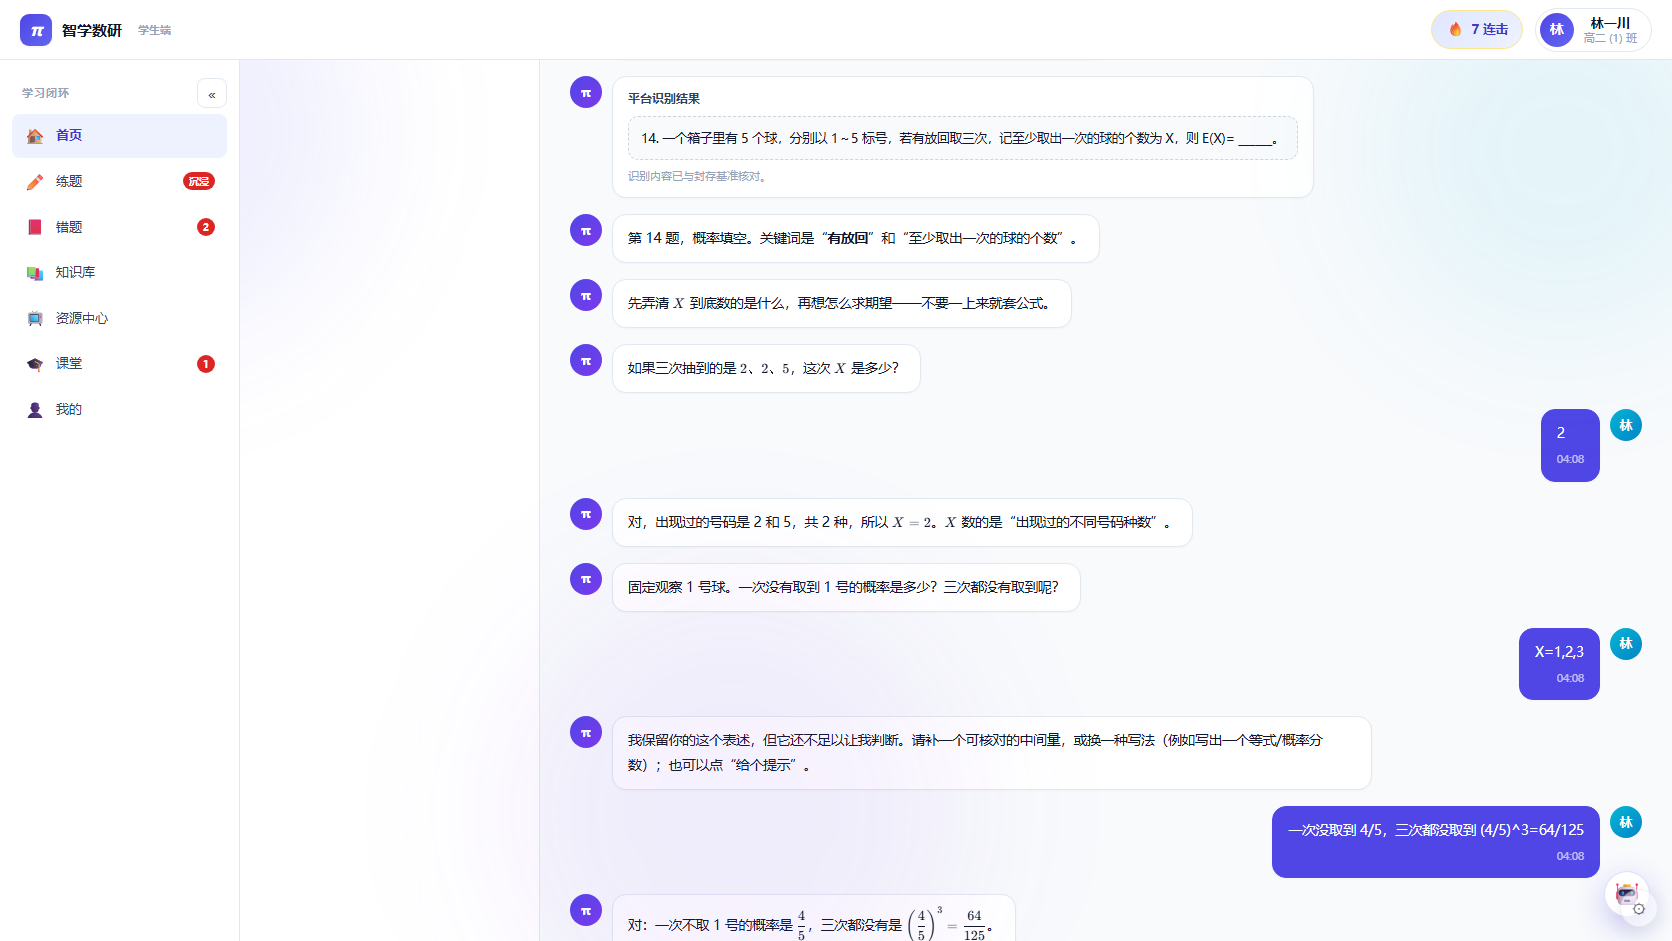 π 智学数研 学生端
7 连击
林 林一川
高二 (1) 班
学习闭环 «
首页
练题 沉浸
错题 2
知识库
资源中心
课堂 1
我的
π 平台识别结果
14. 一个箱子里有 5 个球，分别以 1 ~ 5 标号，若有放回取三次，记至少取出一次的球的个数为 X，则 E(X)= _____。
识别内容已与封存基准核对。
π 第 14 题，概率填空。关键词是“有放回”和“至少取出一次的球的个数”。
π 先弄清 X 到底数的是什么，再想怎么求期望——不要一上来就套公式。
π 如果三次抽到的是 2、2、5，这次 X 是多少？
2 林
04:08
π 对，出现过的号码是 2 和 5，共 2 种，所以 X = 2。X 数的是“出现过的不同号码种数”。
π 固定观察 1 号球。一次没有取到 1 号的概率是多少？三次都没有取到呢？
X=1,2,3 林
04:08
π 我保留你的这个表述，但它还不足以让我判断。请补一个可核对的中间量，或换一种写法（例如写出一个等式/概率分
数）；也可以点“给个提示”。
一次没取到 4/5，三次都没取到 (4/5)^3=64/125 林
04:08
π 对：一次不取 1 号的概率是 4/5，三次都没有是 (4/5)^3 = 64/125。